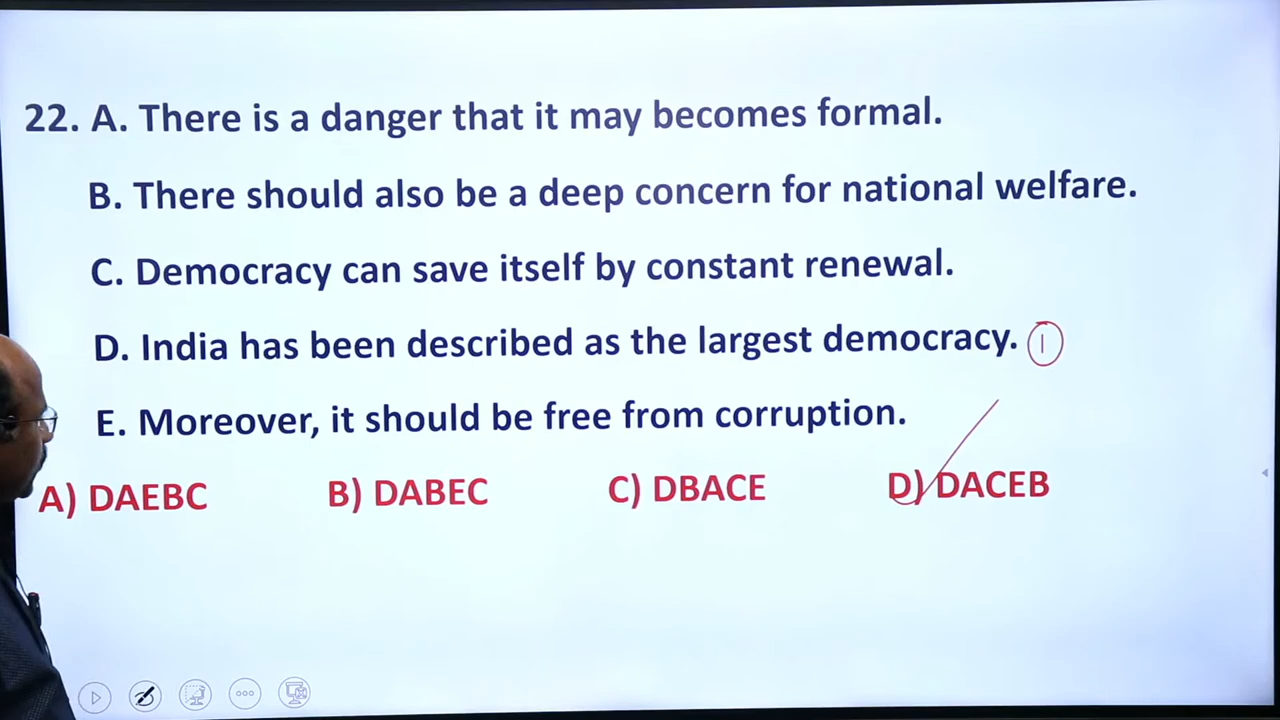 22. A. There is a danger that it may becomes formal.
B. There should also be a deep concern for national welfare.
C. Democracy can save itself by constant renewal.
D. India has been described as the largest democracy. 1
E. Moreover, it should be free from corruption.
A) DAEBC B) DABEC C) DBACE D) DACEB